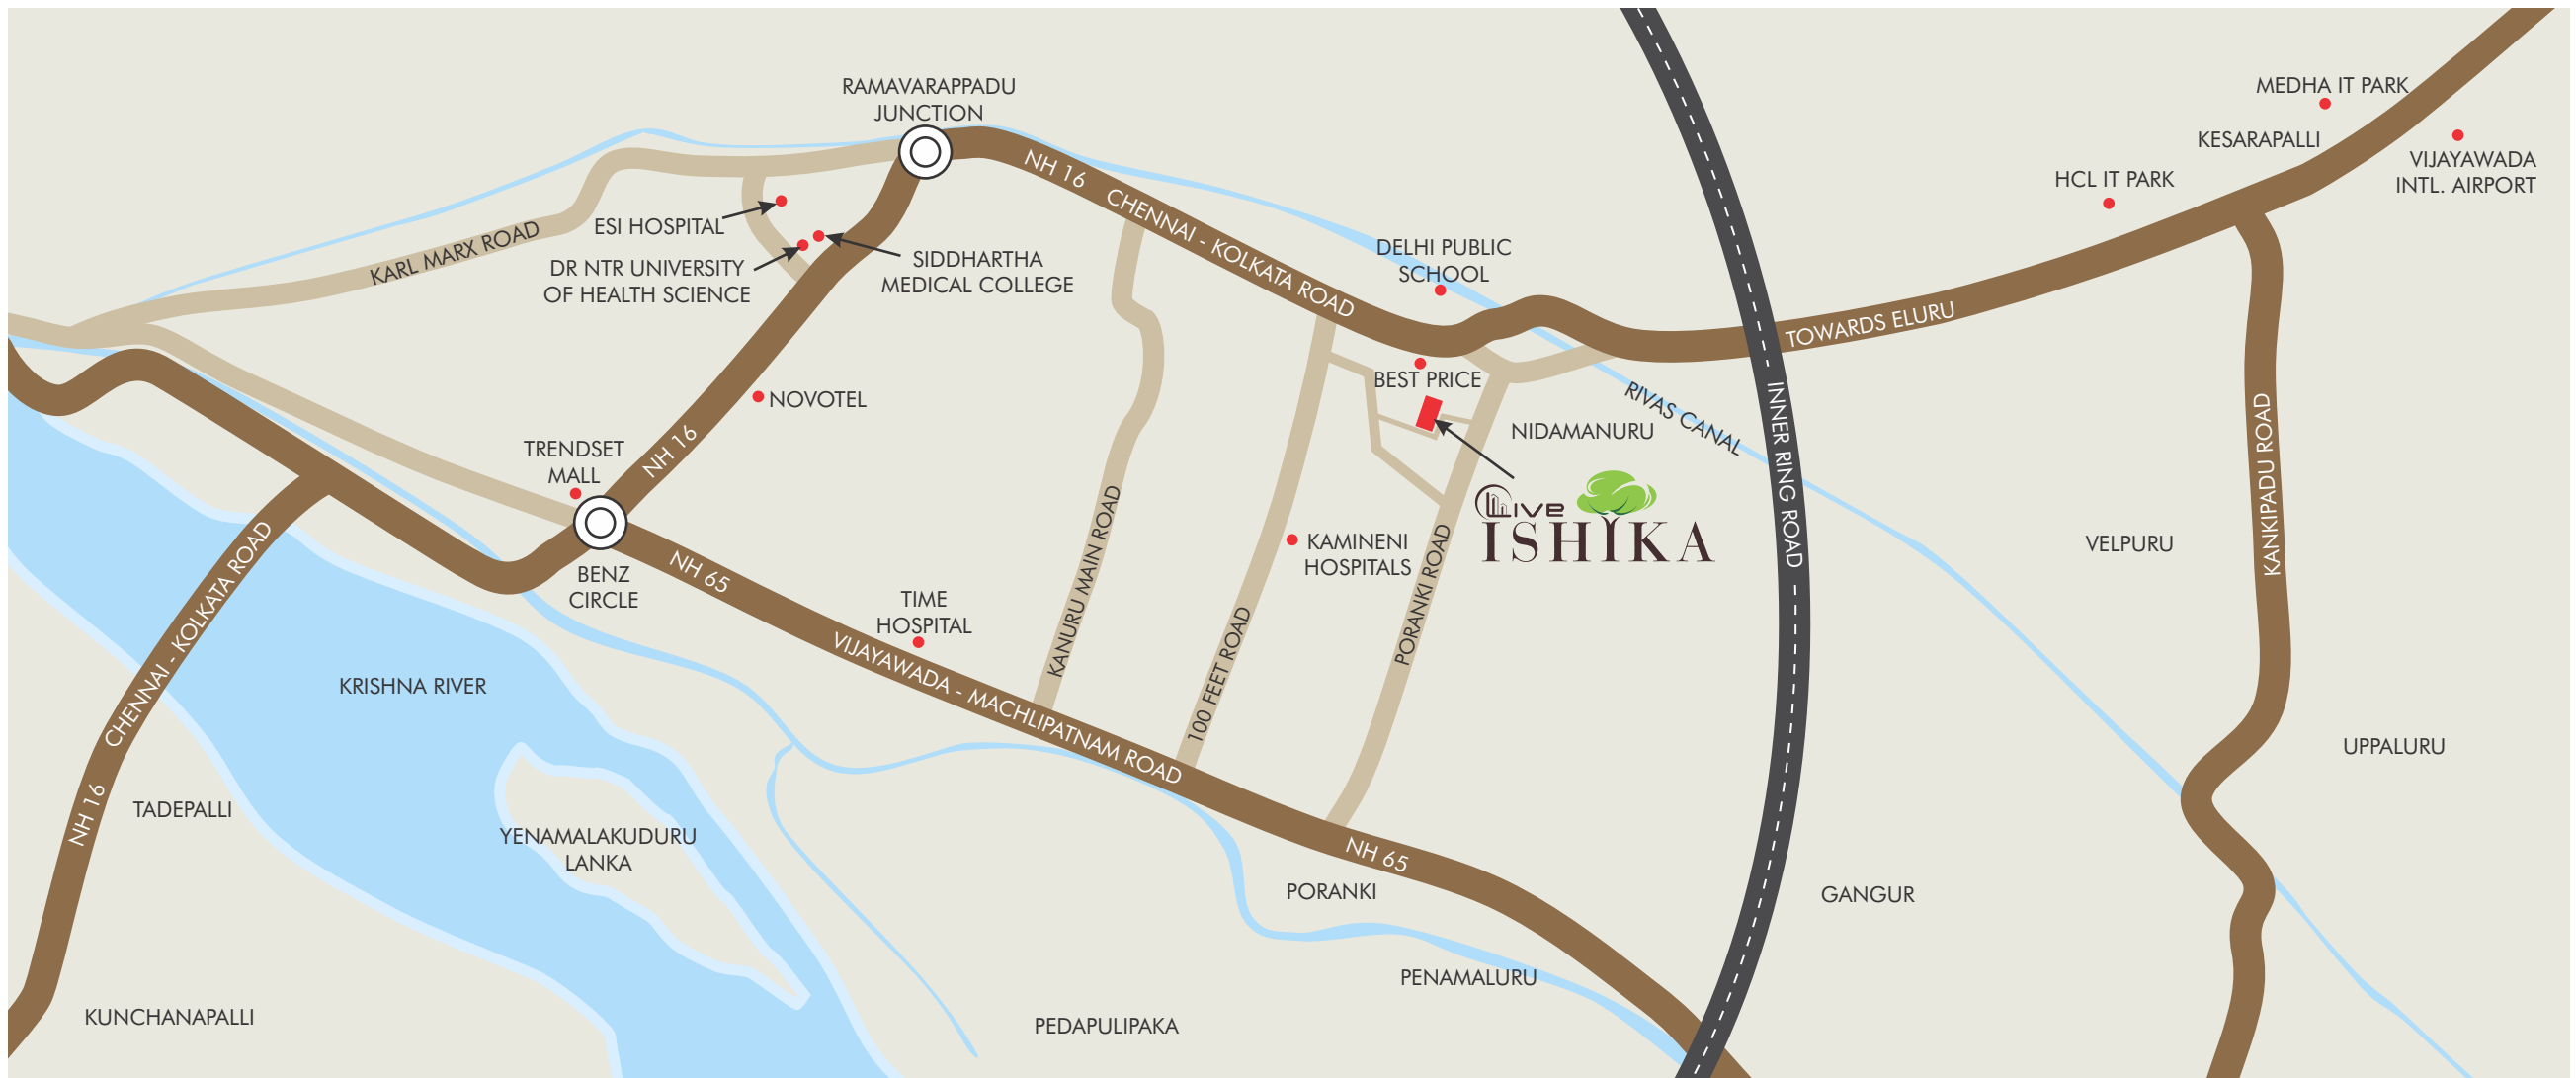 RAMAVARAPPADU
JUNCTION
MEDHA IT PARK
KESARAPALLI
VIJAYAWADA
INTL. AIRPORT
HCL IT PARK
NH 16 CHENNAI - KOLKATA ROAD
ESI HOSPITAL
KARL MARX ROAD
DR NTR UNIVERSITY
OF HEALTH SCIENCE
SIDDHARTHA
MEDICAL COLLEGE
DELHI PUBLIC
SCHOOL
TOWARDS ELURU
BEST PRICE
NOVOTEL
RIVAS CANAL
NIDAMANURU
INNER RING ROAD
KANKIPADU ROAD
TRENDSET
MALL
NH 16
Live
ISHIKA
BENZ
CIRCLE
NH 65
KAMINENI
HOSPITALS
VELPURU
TIME
HOSPITAL
KANURU MAIN ROAD
100 FEET ROAD
PORANKI ROAD
VIJAYAWADA - MACHLIPATNAM ROAD
CHENNAI - KOLKATA ROAD
KRISHNA RIVER
UPPALURU
NH 16
TADEPALLI
YENAMALAKUDURU
LANKA
NH 65
PORANKI
GANGUR
PENAMALURU
KUNCHANAPALLI
PEDAPULIPAKA